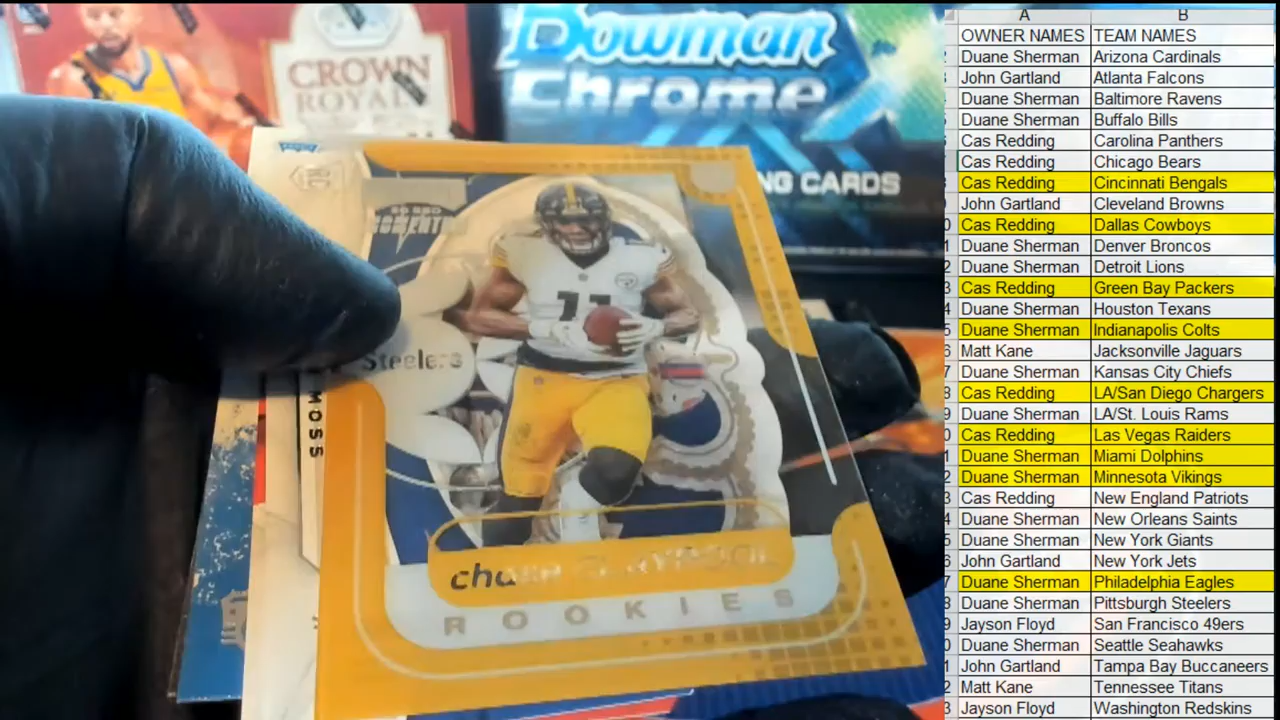 CROWN
ROYALE
Bowman
Chrome
NG CARDS
RC
MOMENTUM
11
Steelers
MOSS
cha
ROOKIES
A B
OWNER NAMES TEAM NAMES
Duane Sherman Arizona Cardinals
John Gartland Atlanta Falcons
Duane Sherman Baltimore Ravens
Duane Sherman Buffalo Bills
Cas Redding Carolina Panthers
Cas Redding Chicago Bears
Cas Redding Cincinnati Bengals
John Gartland Cleveland Browns
Cas Redding Dallas Cowboys
Duane Sherman Denver Broncos
Duane Sherman Detroit Lions
Cas Redding Green Bay Packers
Duane Sherman Houston Texans
Duane Sherman Indianapolis Colts
Matt Kane Jacksonville Jaguars
Duane Sherman Kansas City Chiefs
Cas Redding LA/San Diego Chargers
Duane Sherman LA/St. Louis Rams
Cas Redding Las Vegas Raiders
Duane Sherman Miami Dolphins
Duane Sherman Minnesota Vikings
Cas Redding New England Patriots
Duane Sherman New Orleans Saints
Duane Sherman New York Giants
John Gartland New York Jets
Duane Sherman Philadelphia Eagles
Duane Sherman Pittsburgh Steelers
Jayson Floyd San Francisco 49ers
Duane Sherman Seattle Seahawks
John Gartland Tampa Bay Buccaneers
Matt Kane Tennessee Titans
Jayson Floyd Washington Redskins